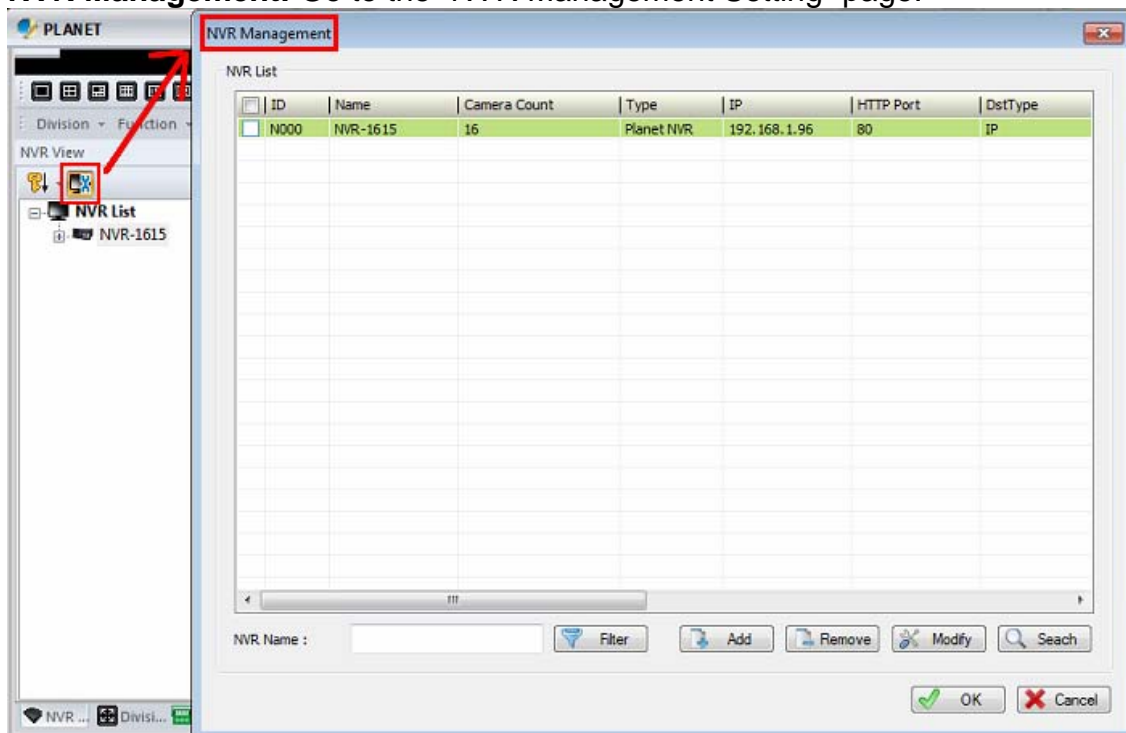 NVR Management: Go to the "NVR Management Setting" page.
PLANET
NVR Management
NVR List
ID Name Camera Count Type IP HTTP Port DstType
N000 NVR-1615 16 Planet NVR 192.168.1.96 80 IP
Division Function
NVR View
NVR List
NVR-1615
NVR Name : Filter Add Remove Modify Seach
OK Cancel
NVR ... Divisi...